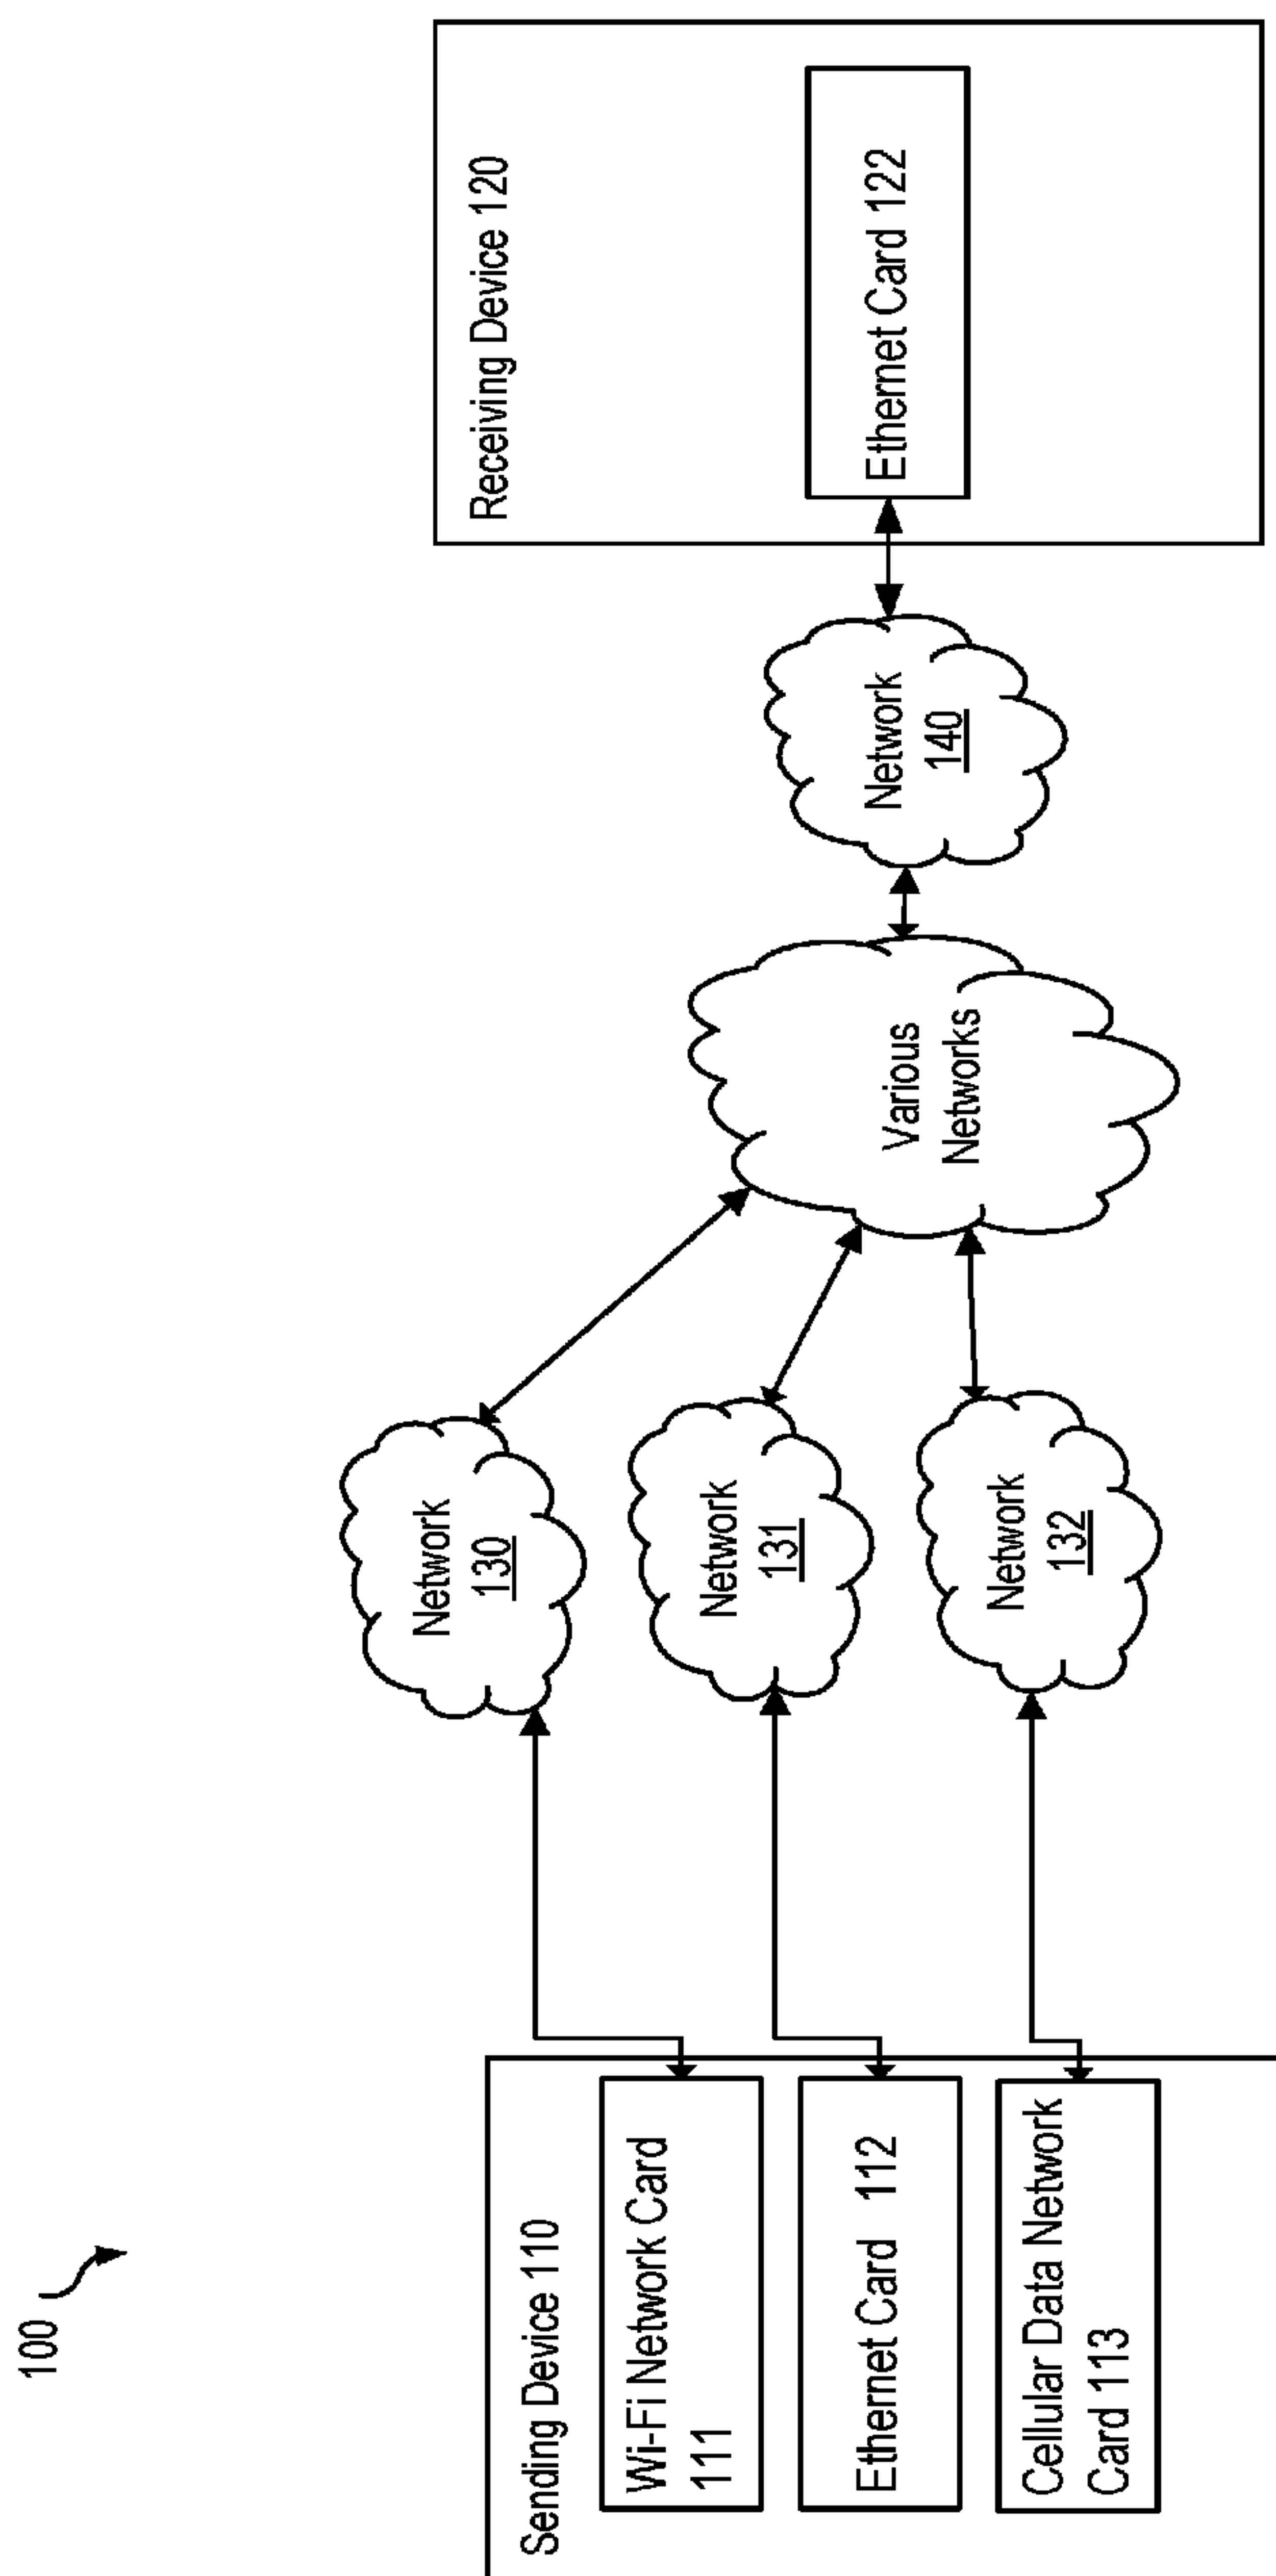 100
Sending Device 110
Wi-Fi Network Card
111
Ethernet Card 112
Cellular Data Network
Card 113
Network
130
Network
131
Network
132
Various
Networks
Network
140
Receiving Device 120
Ethernet Card 122